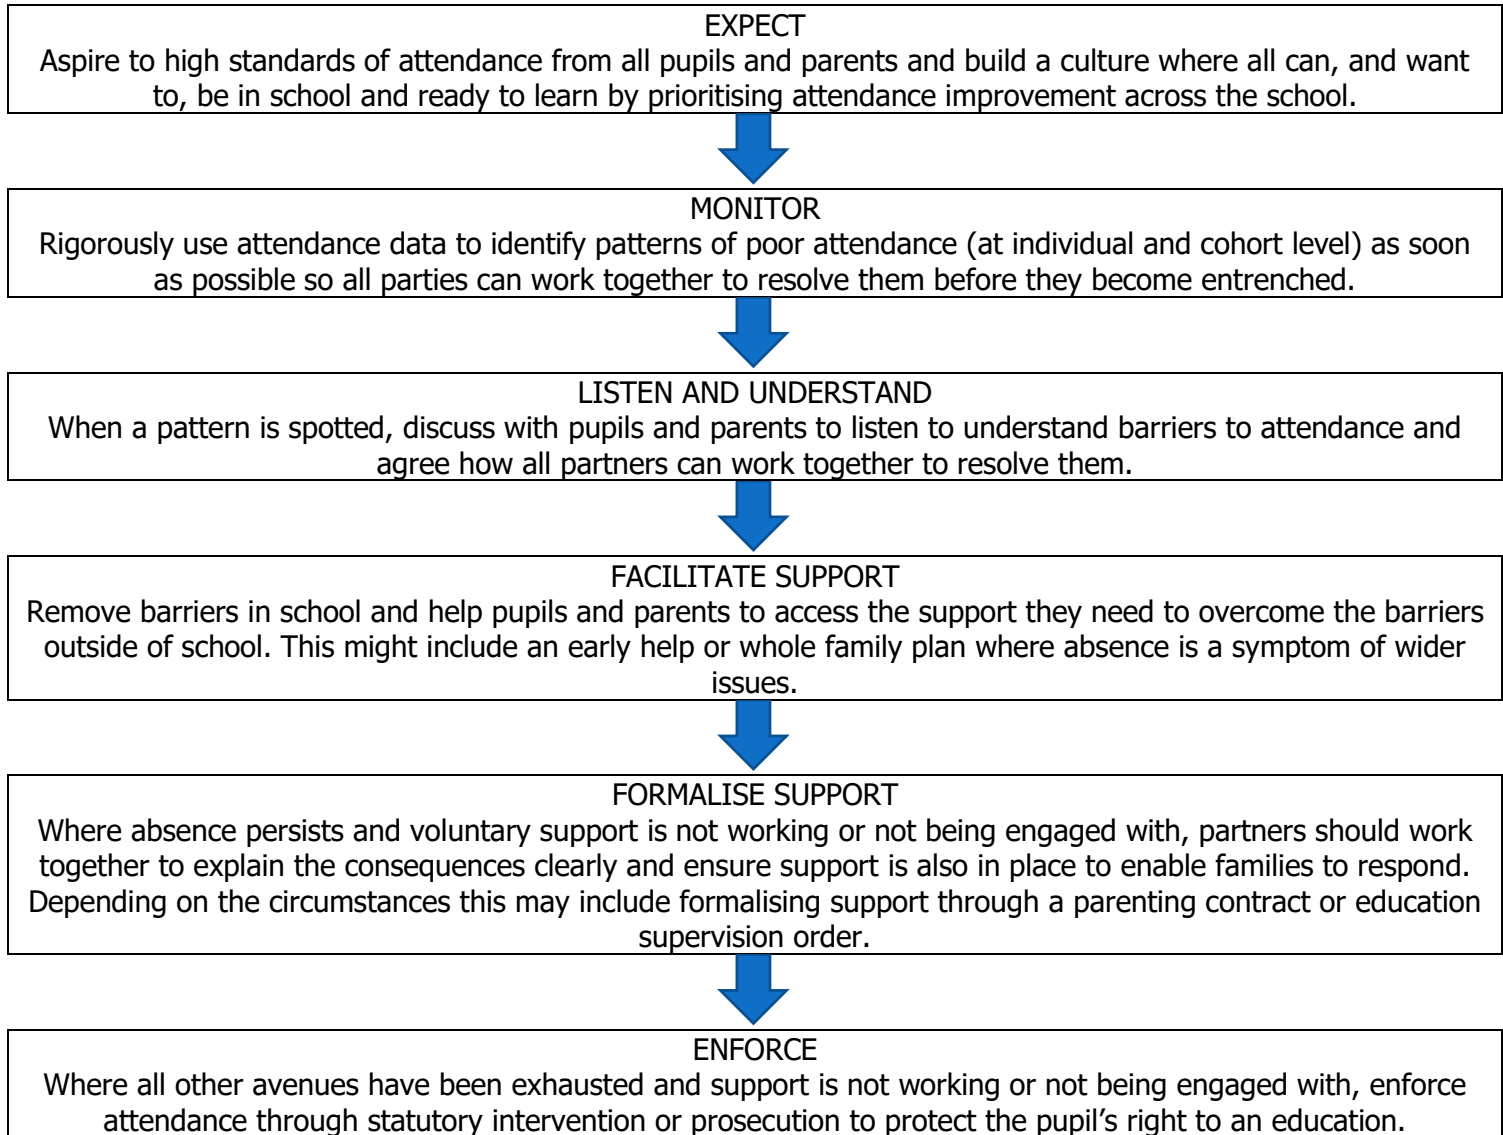 EXPECT
Aspire to high standards of attendance from all pupils and parents and build a culture where all can, and want
to, be in school and ready to learn by prioritising attendance improvement across the school.
MONITOR
Rigorously use attendance data to identify patterns of poor attendance (at individual and cohort level) as soon
as possible so all parties can work together to resolve them before they become entrenched.
LISTEN AND UNDERSTAND
When a pattern is spotted, discuss with pupils and parents to listen to understand barriers to attendance and
agree how all partners can work together to resolve them.
FACILITATE SUPPORT
Remove barriers in school and help pupils and parents to access the support they need to overcome the barriers
outside of school. This might include an early help or whole family plan where absence is a symptom of wider
issues.
FORMALISE SUPPORT
Where absence persists and voluntary support is not working or not being engaged with, partners should work
together to explain the consequences clearly and ensure support is also in place to enable families to respond.
Depending on the circumstances this may include formalising support through a parenting contract or education
supervision order.
ENFORCE
Where all other avenues have been exhausted and support is not working or not being engaged with, enforce
attendance through statutory intervention or prosecution to protect the pupil's right to an education.